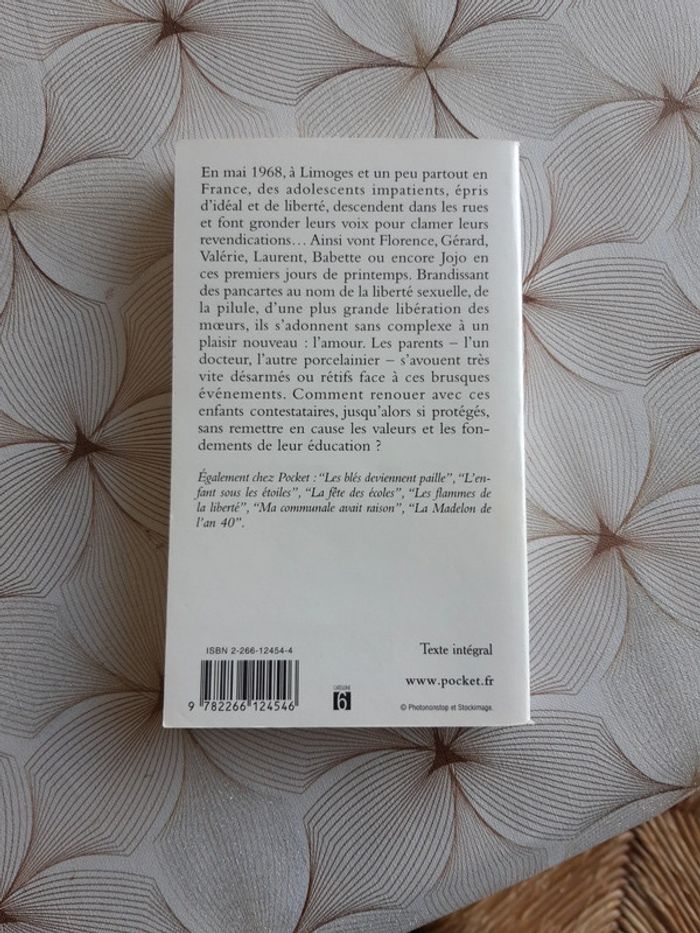 En mai 1968, à Limoges et un peu partout en
France, des adolescents impatients, épris
d'idéal et de liberté, descendent dans les rues
et font gronder leurs voix pour clamer leurs
revendications… Ainsi vont Florence, Gérard,
Valérie, Laurent, Babette ou encore Jojo en
ces premiers jours de printemps. Brandissant
des pancartes au nom de la liberté sexuelle, de
la pilule, d'une plus grande libération des
mœurs, ils s'adonnent sans complexe à un
plaisir nouveau : l'amour. Les parents – l'un
docteur, l'autre porcelainier – s'avouent très
vite désarmés ou rétifs face à ces brusques
événements. Comment renouer avec ces
enfants contestataires, jusqu'alors si protégés,
sans remettre en cause les valeurs et les fon-
dements de leur éducation ?
Également chez Pocket : "Les blés deviennent paille", "L'en-
fant sous les étoiles", "La fête des écoles", "Les flammes de
la liberté", "Ma communale avait raison", "La Madelon de
l'an 40".
ISBN 2-266-12454-4
9 782266 124546
CATÉGORIE
6
Texte intégral
www.pocket.fr
© Photononstop et Stockimage.